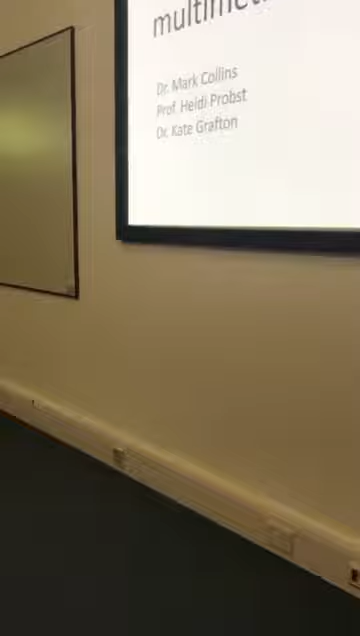 Dr. Mark Collins
Prof. Heidi Probst
Dr. Kate Grafton